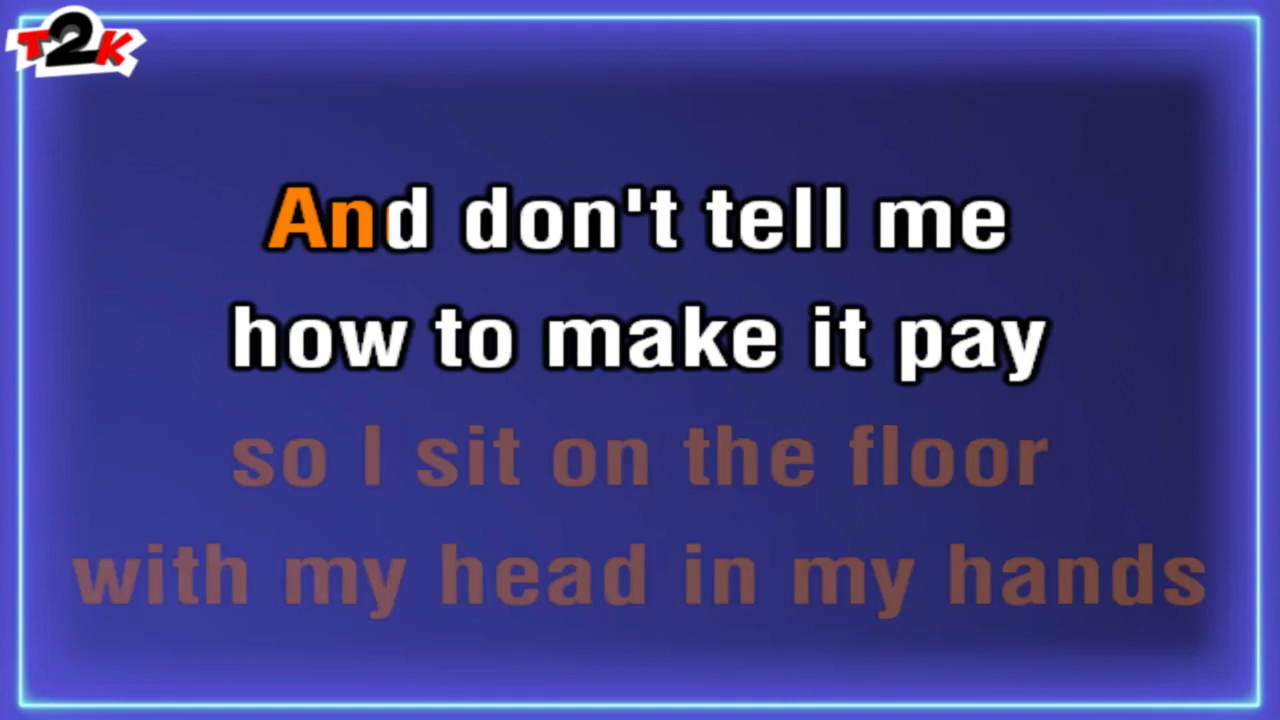 T2K
And don't tell me
how to make it pay
so I sit on the floor
with my head in my hands